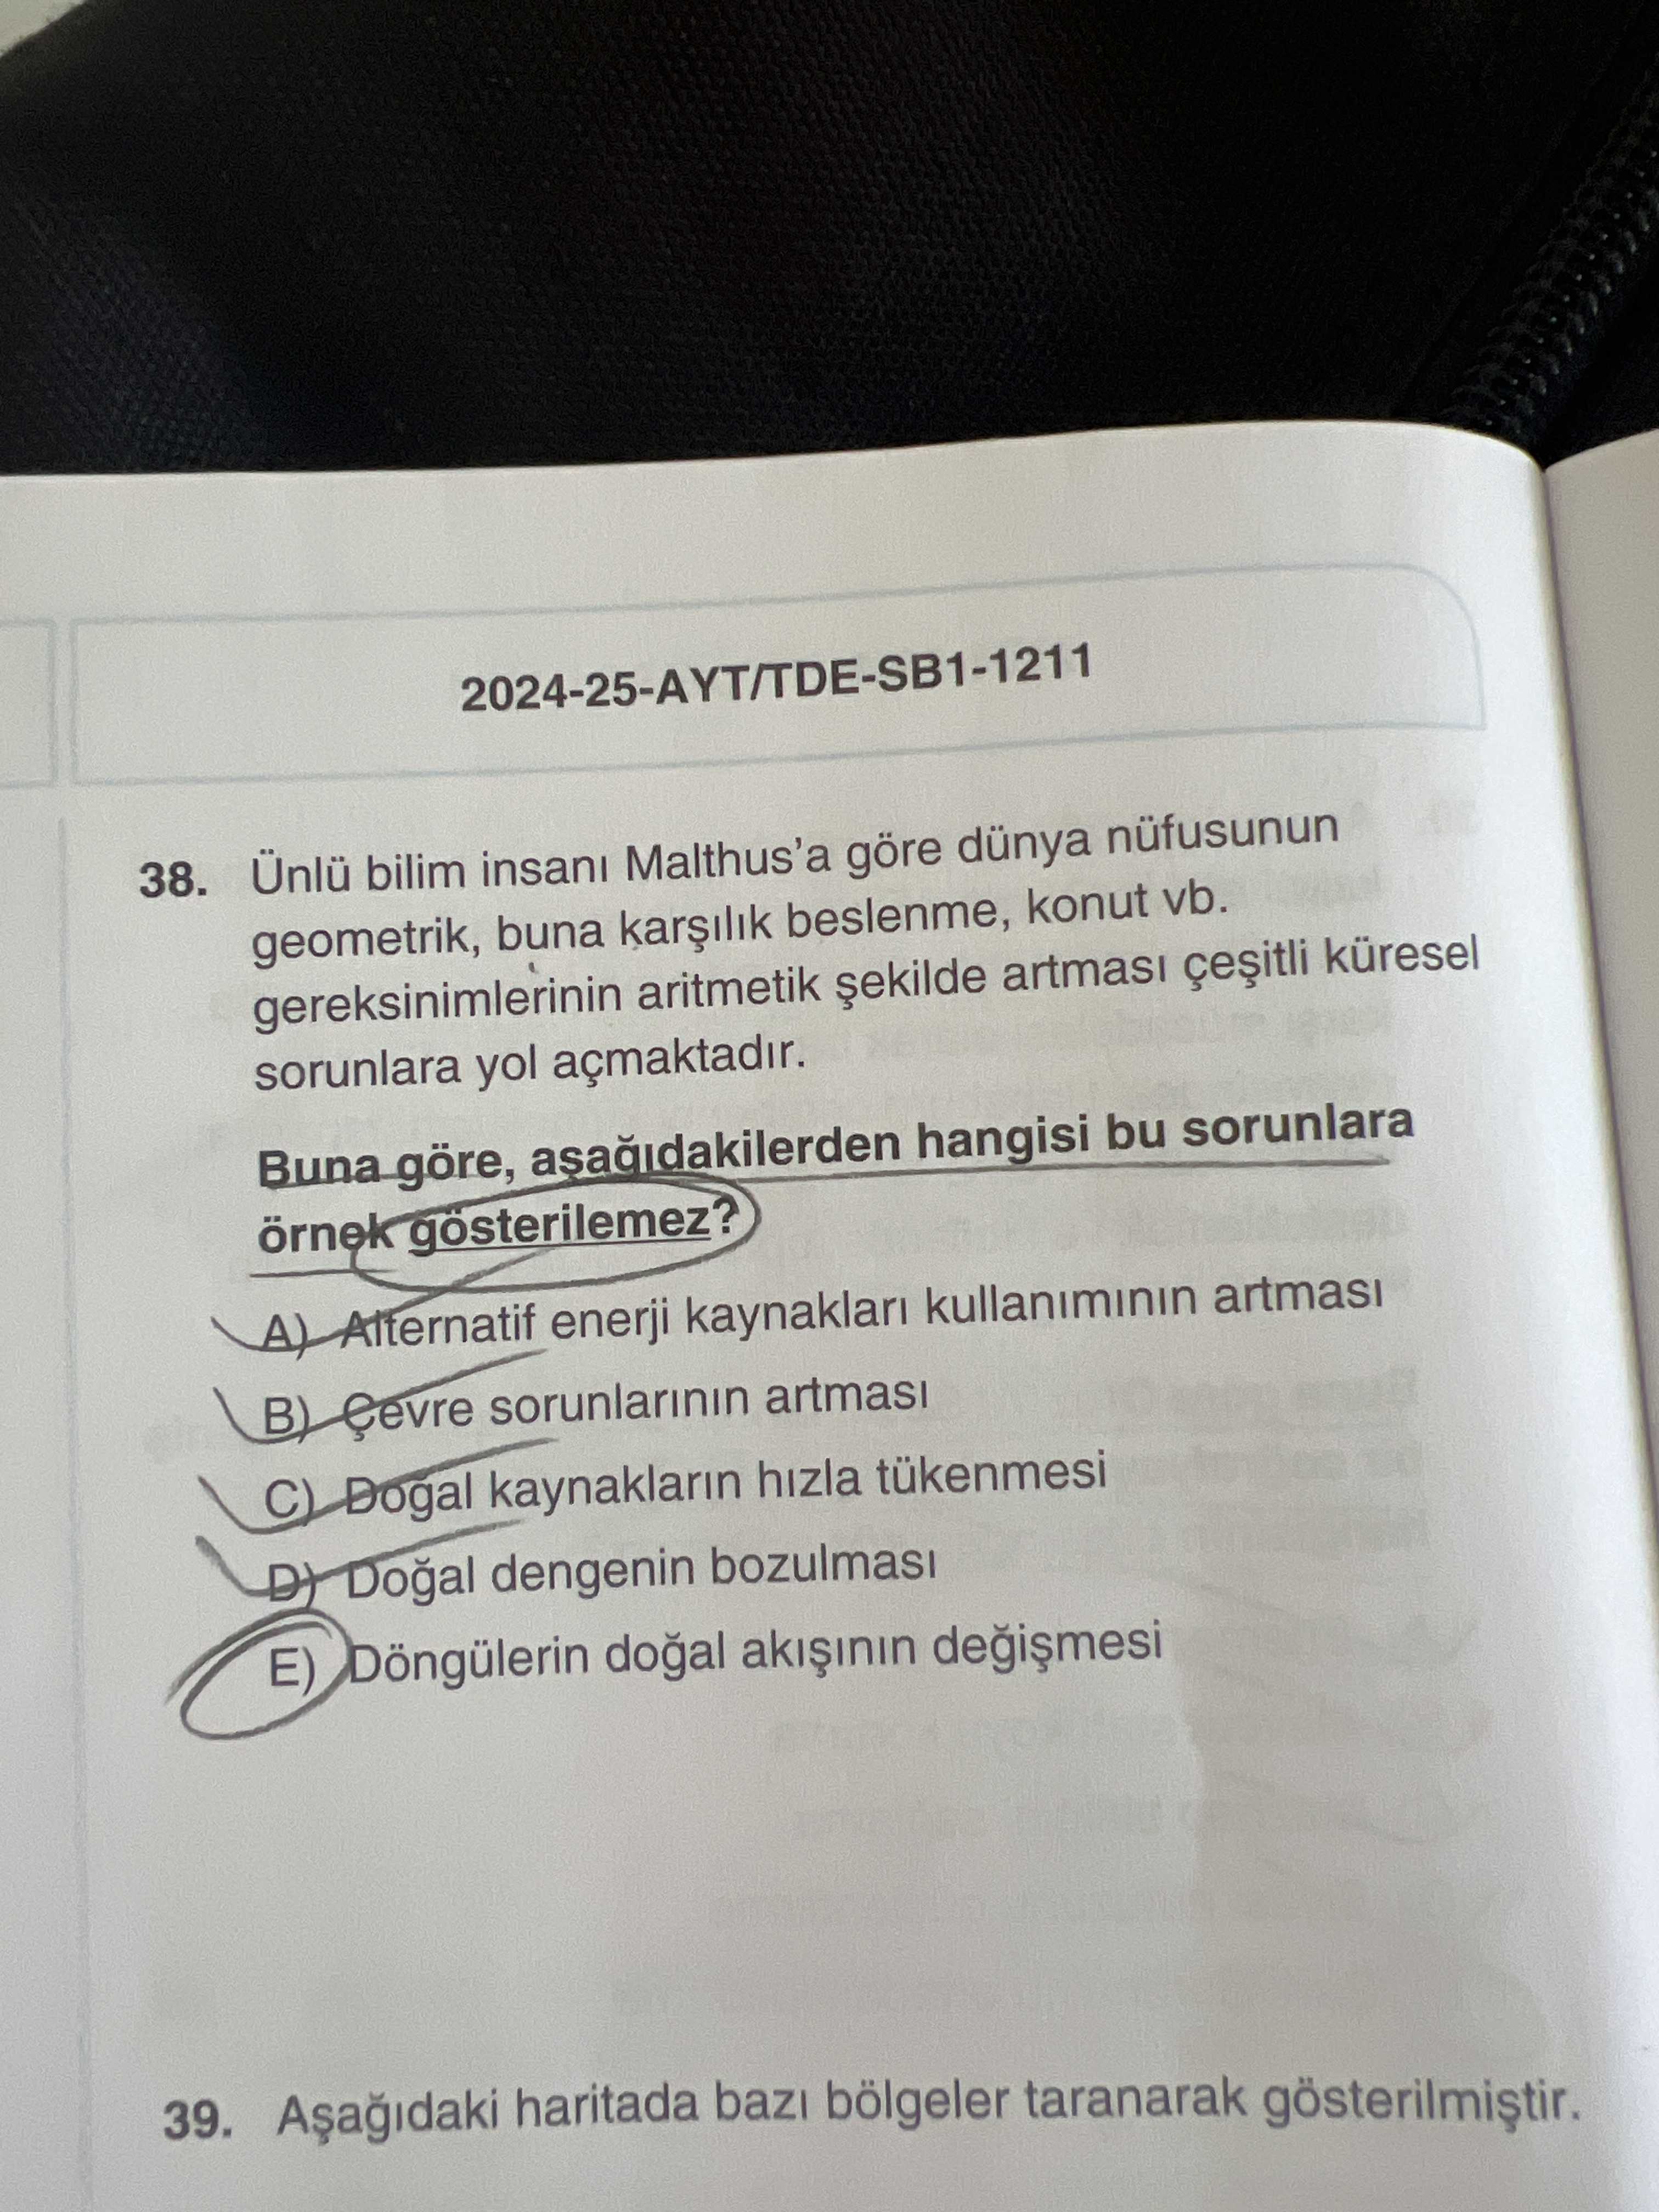 2024-25-AYT/TDE-SB1-1211
38. Ünlü bilim insanı Malthus'a göre dünya nüfusunun
geometrik, buna karşılık beslenme, konut vb.
gereksinimlerinin aritmetik şekilde artması çeşitli küresel
sorunlara yol açmaktadır.
Buna göre, aşağıdakilerden hangisi bu sorunlara
örnek gösterilemez?
A) Alternatif enerji kaynakları kullanımının artması
B) Çevre sorunlarının artması
C) Doğal kaynakların hızla tükenmesi
D) Doğal dengenin bozulması
E) Döngülerin doğal akışının değişmesi
39. Aşağıdaki haritada bazı bölgeler taranarak gösterilmiştir.